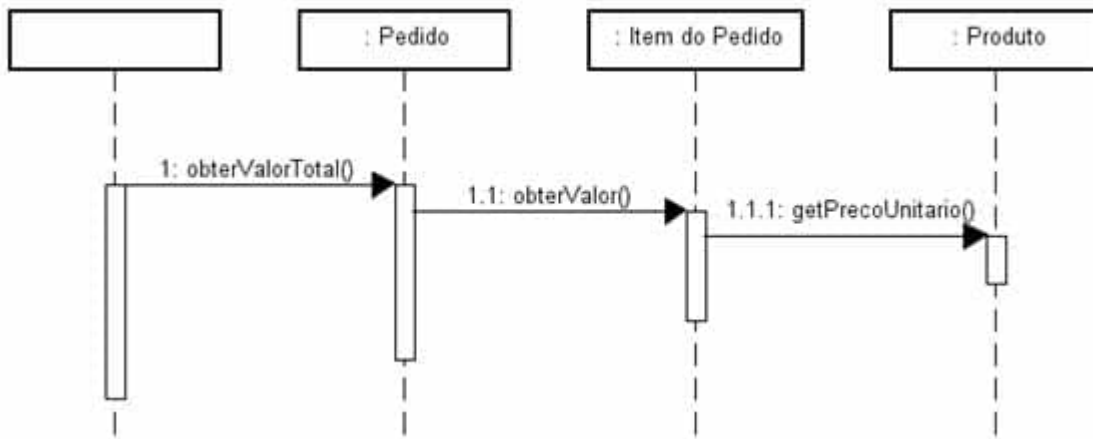 : Pedido
: Item do Pedido
: Produto
1: obterValorTotal()
1.1: obterValor()
1.1.1: getPrecoUnitario()